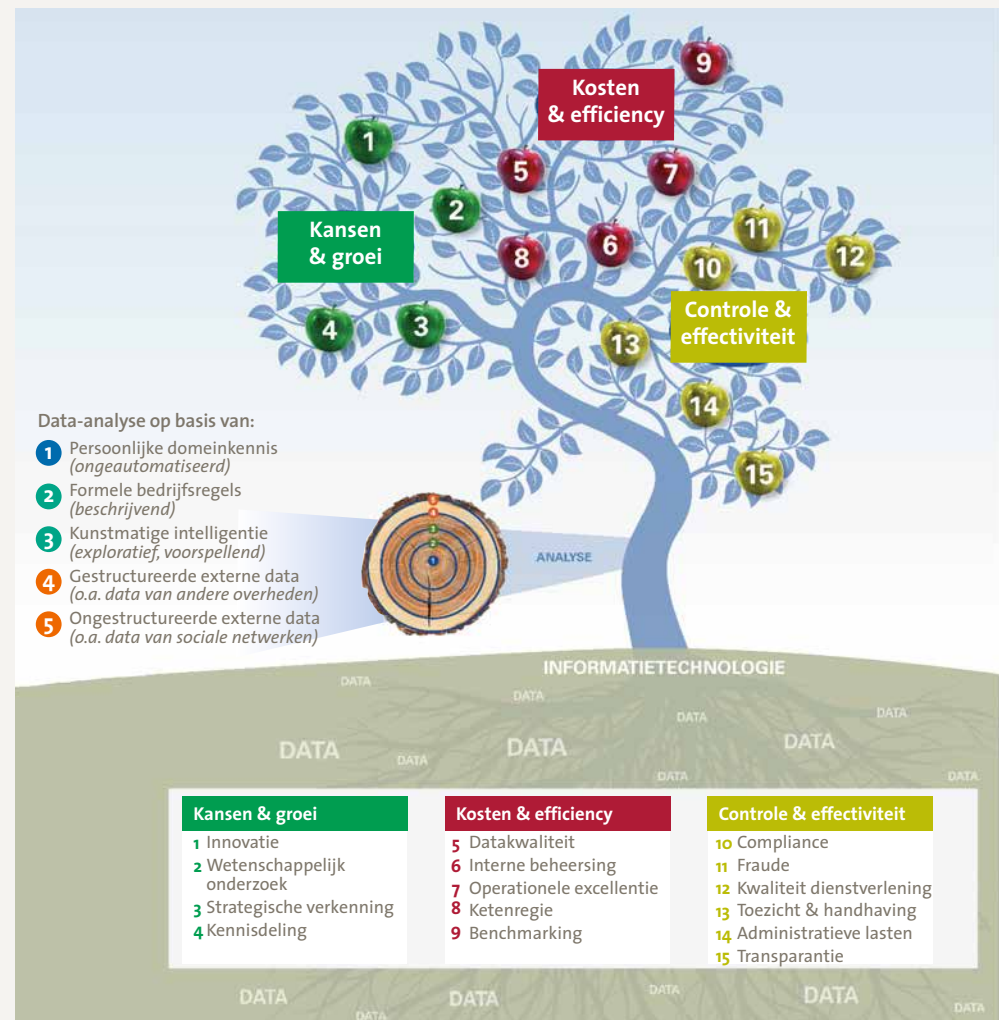 9
Kosten
& efficiency
1
5
7
2
11
Kansen
& groei
6
12
8
10
Controle &
effectiviteit
4
3
13
14
15
Data-analyse op basis van:
1 Persoonlijke domeinkennis
(ongeautomatiseerd)
2 Formele bedrijfsregels
(beschrijvend)
3 Kunstmatige intelligentie
(exploratief, voorspellend)
4 Gestructureerde externe data
(o.a. data van andere overheden)
5 Ongestructureerde externe data
(o.a. data van sociale netwerken)
5
4
3
2
1
ANALYSE
INFORMATIETECHNOLOGIE
DATA
DATA
DATA
DATA
DATA
DATA
DATA
DATA
DATA
DATA
Kansen & groei
1 Innovatie
2 Wetenschappelijk
onderzoek
3 Strategische verkenning
4 Kennisdeling
Kosten & efficiency
5 Datakwaliteit
6 Interne beheersing
7 Operationele excellentie
8 Ketenregie
9 Benchmarking
Controle & effectiviteit
10 Compliance
11 Fraude
12 Kwaliteit dienstverlening
13 Toezicht & handhaving
14 Administratieve lasten
15 Transparantie
DATA
DATA
DATA
DATA
DATA
DATA